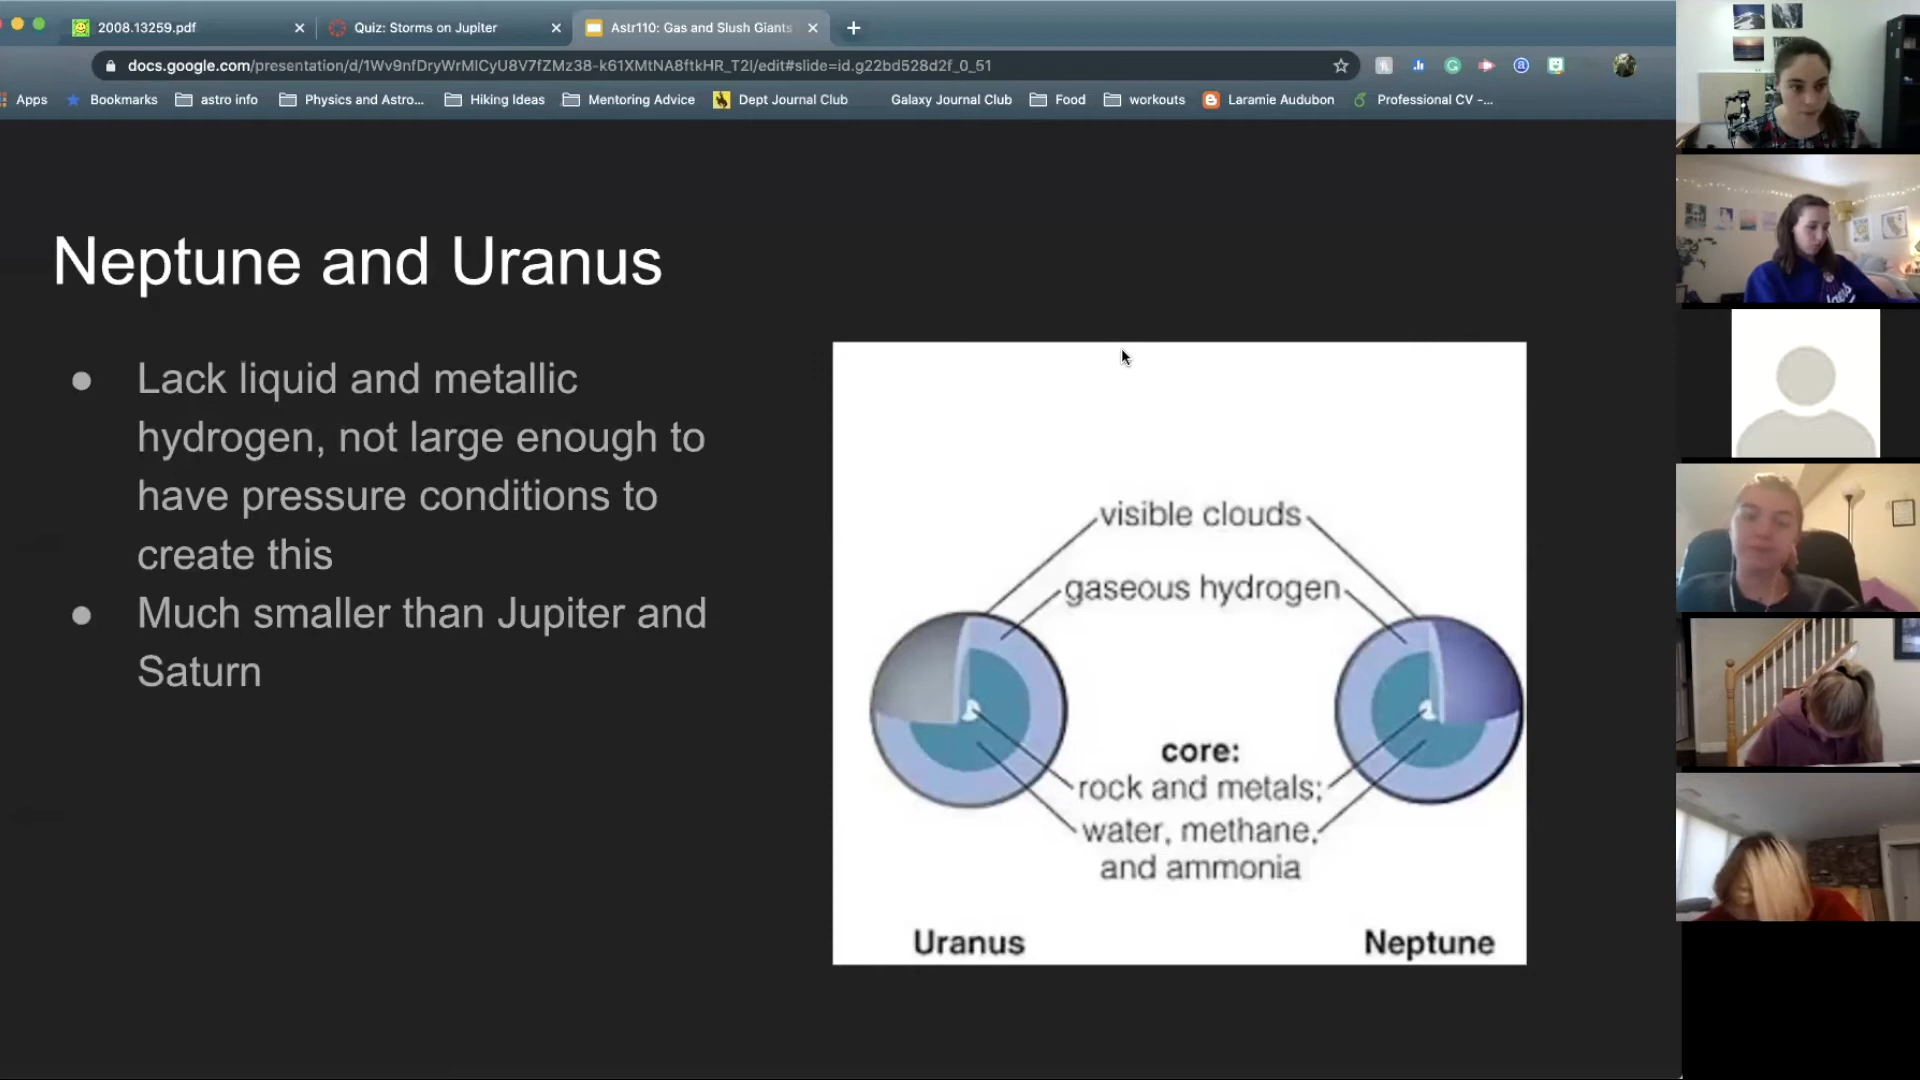 2008.13259.pdf
Quiz: Storms on Jupiter
Astr110: Gas and Slush Giants
docs.google.com/presentation/d/1Wv9nfDryWrMlCyU8V7fZMz38-k61XMtNA8ftkHR_T2I/edit#slide=id.g22bd528d2f_0_51
Apps
Bookmarks
astro info
Physics and Astro...
Hiking Ideas
Mentoring Advice
Dept Journal Club
Galaxy Journal Club
Food
workouts
Laramie Audubon
Professional CV -...
Neptune and Uranus
● Lack liquid and metallic
hydrogen, not large enough to
have pressure conditions to
create this
● Much smaller than Jupiter and
Saturn
visible clouds
gaseous hydrogen
core:
rock and metals;
water, methane,
and ammonia
Uranus
Neptune